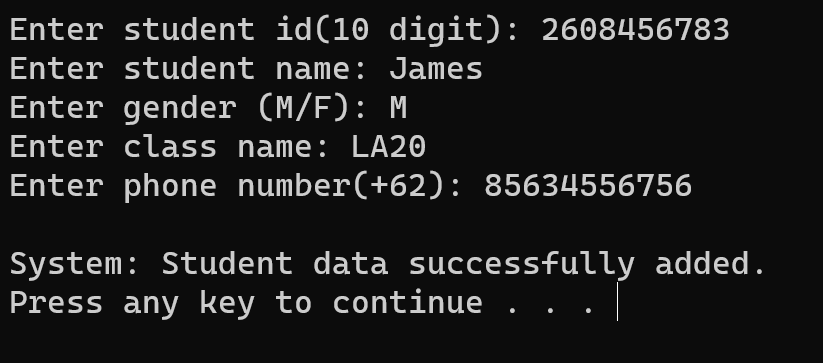 Enter student id(10 digit): 2608456783
Enter student name: James
Enter gender (M/F): M
Enter class name: LA20
Enter phone number(+62): 85634556756
System: Student data successfully added.
Press any key to continue . . .